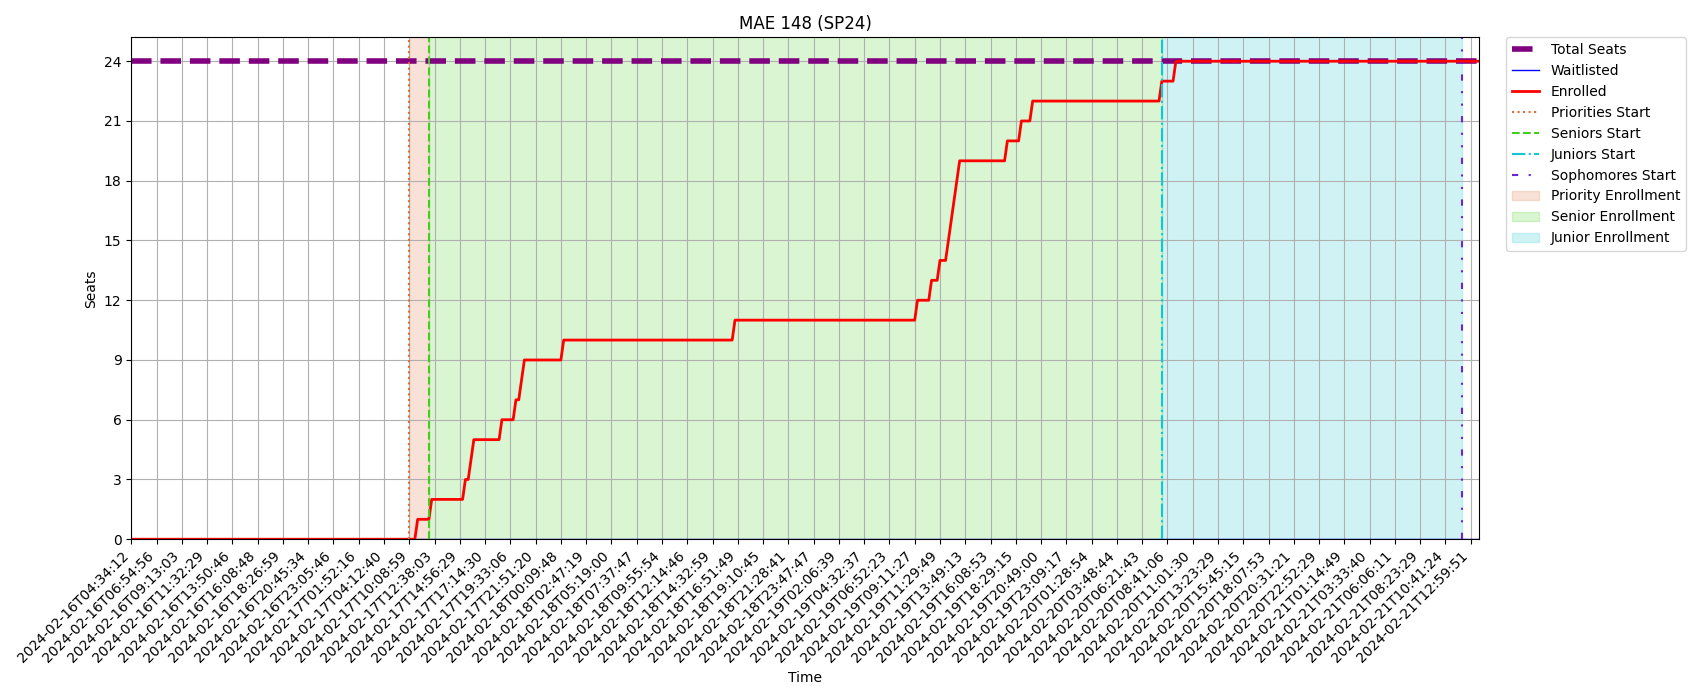 MAE 148 (SP24)
24
21
18
15
12
9
6
3
0
Seats
2024-02-16T04:34:12
2024-02-16T06:54:56
2024-02-16T09:13:03
2024-02-16T11:32:29
2024-02-16T13:50:46
2024-02-16T16:08:48
2024-02-16T18:26:59
2024-02-16T20:45:34
2024-02-16T23:05:46
2024-02-17T01:52:16
2024-02-17T04:12:40
2024-02-17T10:08:59
2024-02-17T12:38:03
2024-02-17T14:56:29
2024-02-17T17:14:30
2024-02-17T19:33:06
2024-02-17T21:51:20
2024-02-18T00:09:48
2024-02-18T02:47:19
2024-02-18T05:19:00
2024-02-18T07:37:47
2024-02-18T09:55:54
2024-02-18T12:14:46
2024-02-18T14:32:59
2024-02-18T16:51:49
2024-02-18T19:10:45
2024-02-18T21:28:41
2024-02-18T23:47:47
2024-02-19T02:06:39
2024-02-19T04:32:37
2024-02-19T06:52:23
2024-02-19T09:11:27
2024-02-19T11:29:49
2024-02-19T13:49:13
2024-02-19T16:08:53
2024-02-19T18:29:15
2024-02-19T20:49:00
2024-02-19T23:09:17
2024-02-20T01:28:54
2024-02-20T03:48:44
2024-02-20T06:21:43
2024-02-20T08:41:06
2024-02-20T11:01:30
2024-02-20T13:23:29
2024-02-20T15:45:15
2024-02-20T18:07:53
2024-02-20T20:31:21
2024-02-20T22:52:29
2024-02-21T01:14:49
2024-02-21T03:33:40
2024-02-21T06:06:11
2024-02-21T08:23:29
2024-02-21T10:41:24
2024-02-21T12:59:51
Time
Total Seats
Waitlisted
Enrolled
Priorities Start
Seniors Start
Juniors Start
Sophomores Start
Priority Enrollment
Senior Enrollment
Junior Enrollment